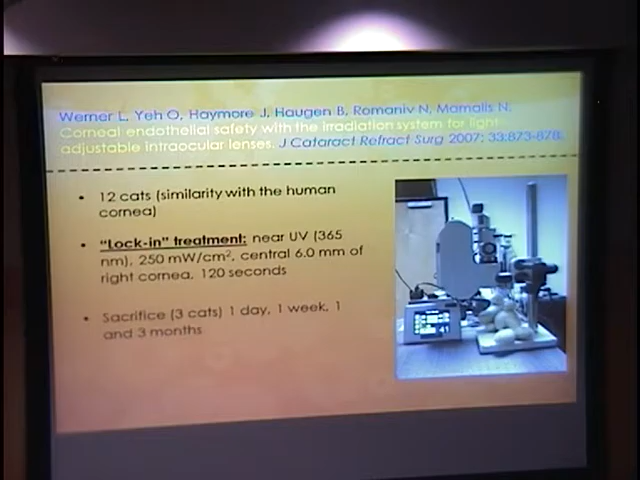 Werner L, Yeh O, Haymore J, Haugen B, Romaniv N, Mamalis N.
Corneal endothelial safety with the irradiation system for light
adjustable intraocular lenses. J Cataract Refract Surg 2007; 33:873-878.
• 12 cats (similarity with the human
cornea)
• "Lock-in" treatment: near UV (365
nm), 250 mW/cm², central 6.0 mm of
right cornea, 120 seconds
• Sacrifice (3 cats) 1 day, 1 week, 1
and 3 months